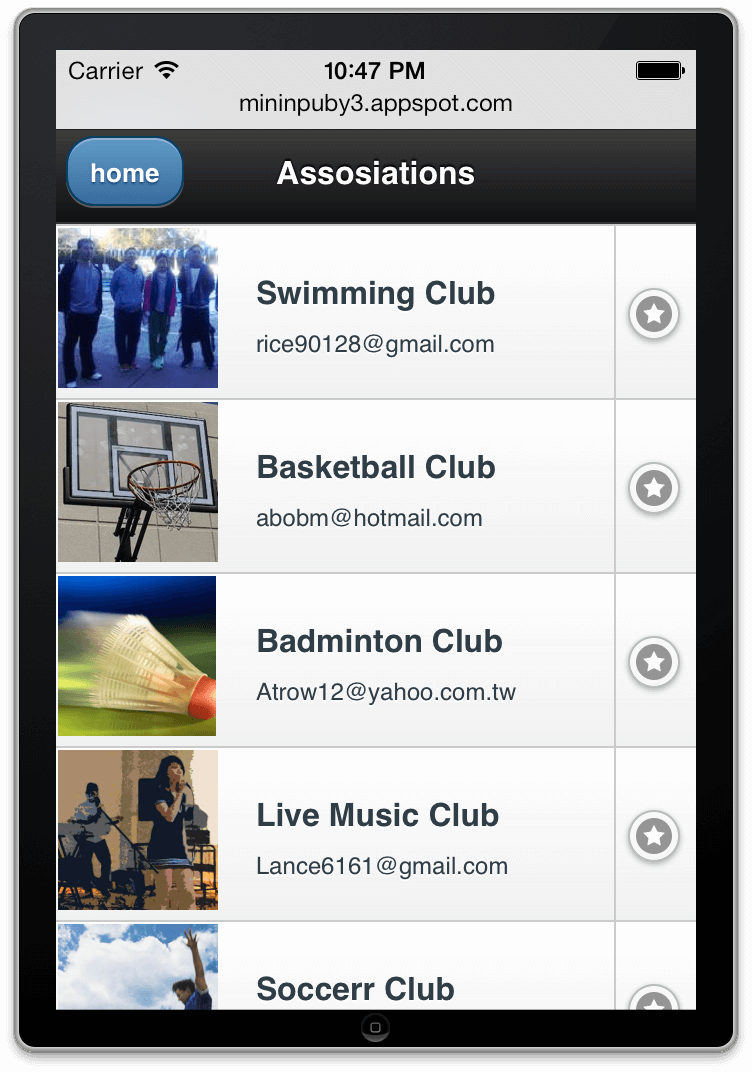 Carrier 10:47 PM
mininpuby3.appspot.com
home Assosiations
Swimming Club
rice90128@gmail.com
Basketball Club
abobm@hotmail.com
Badminton Club
Atrow12@yahoo.com.tw
Live Music Club
Lance6161@gmail.com
Soccerr Club